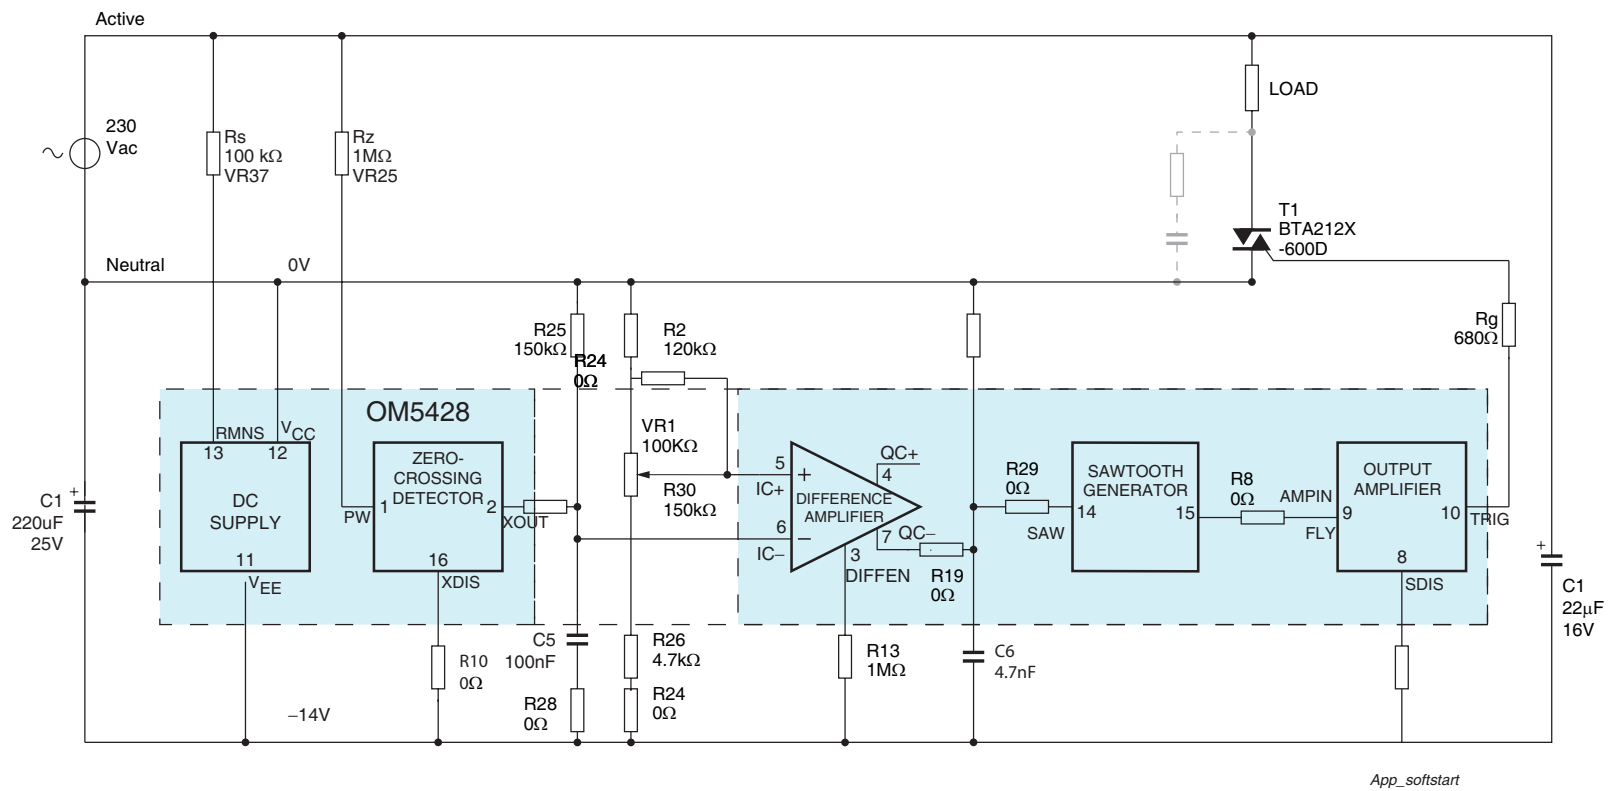 Active
230
Vac
Rs
100 kΩ
VR37
Rz
1MΩ
VR25
LOAD
T1
BTA212X
-600D
Neutral
0V
R25
150kΩ
R24
0Ω
R2
120kΩ
Rg
680Ω
OM5428
RMNS
VCC
13
12
DC
SUPPLY
11
VEE
ZERO-
CROSSING
DETECTOR
PW
1
2
XOUT
16
XDIS
VR1
100KΩ
R30
150kΩ
5
+
IC+
6
−
IC−
DIFFERENCE
AMPLIFIER
QC+
4
7
QC−
3
DIFFEN
R19
0Ω
R29
0Ω
SAW
SAWTOOTH
GENERATOR
14
15
R8
0Ω
AMPIN
FLY
OUTPUT
AMPLIFIER
9
10
TRIG
8
SDIS
C1
+
220uF
25V
+
C1
22µF
16V
R10
0Ω
C5
100nF
R28
0Ω
R26
4.7kΩ
R24
0Ω
R13
1MΩ
C6
4.7nF
−14V
App_softstart